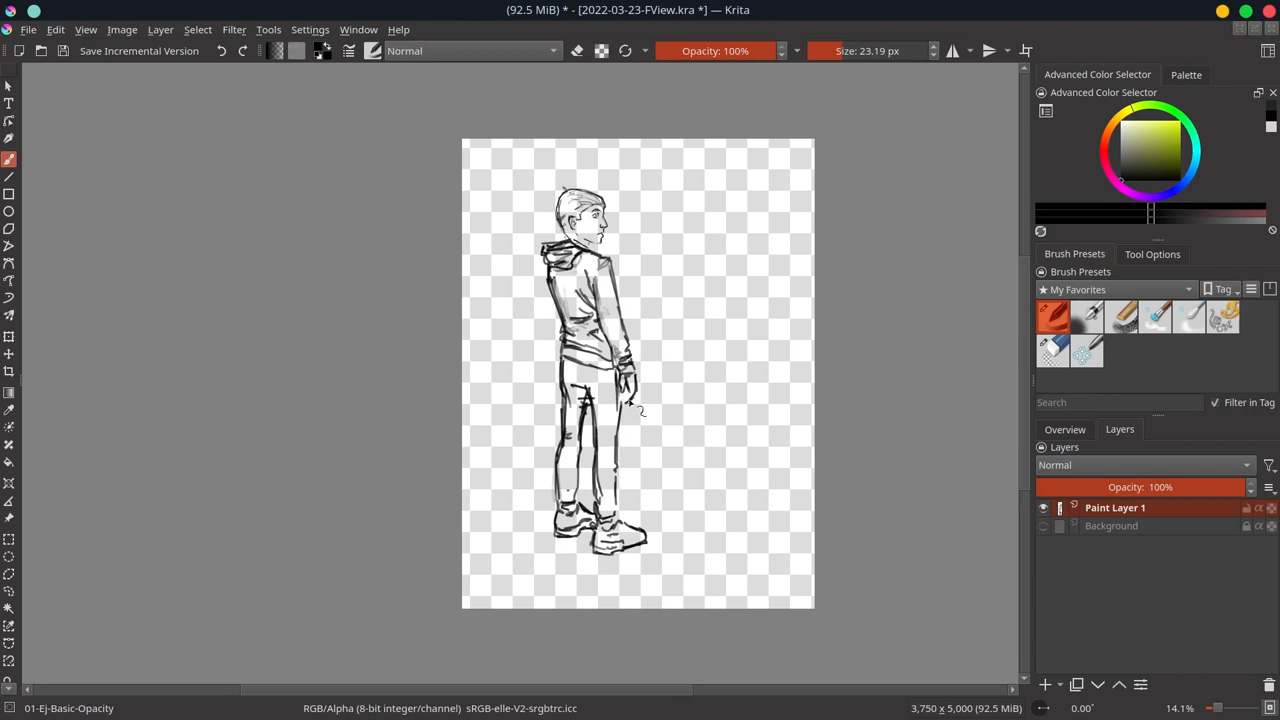 (92.5 MiB) * - [2022-03-23-FView.kra *] — Krita
File Edit View Image Layer Select Filter Tools Settings Window Help
Save Incremental Version Normal Opacity: 100% Size: 23.19 px
Advanced Color Selector Palette
Advanced Color Selector
Brush Presets Tool Options
Brush Presets
★ My Favorites Tag
Search Filter in Tag
Overview Layers
Layers
Normal
Opacity: 100%
Paint Layer 1
Background
01-Ej-Basic-Opacity RGB/Alpha (8-bit integer/channel) sRGB-elle-V2-srgbtrc.icc 3,750 x 5,000 (92.5 MiB) 0.00° 14.1%